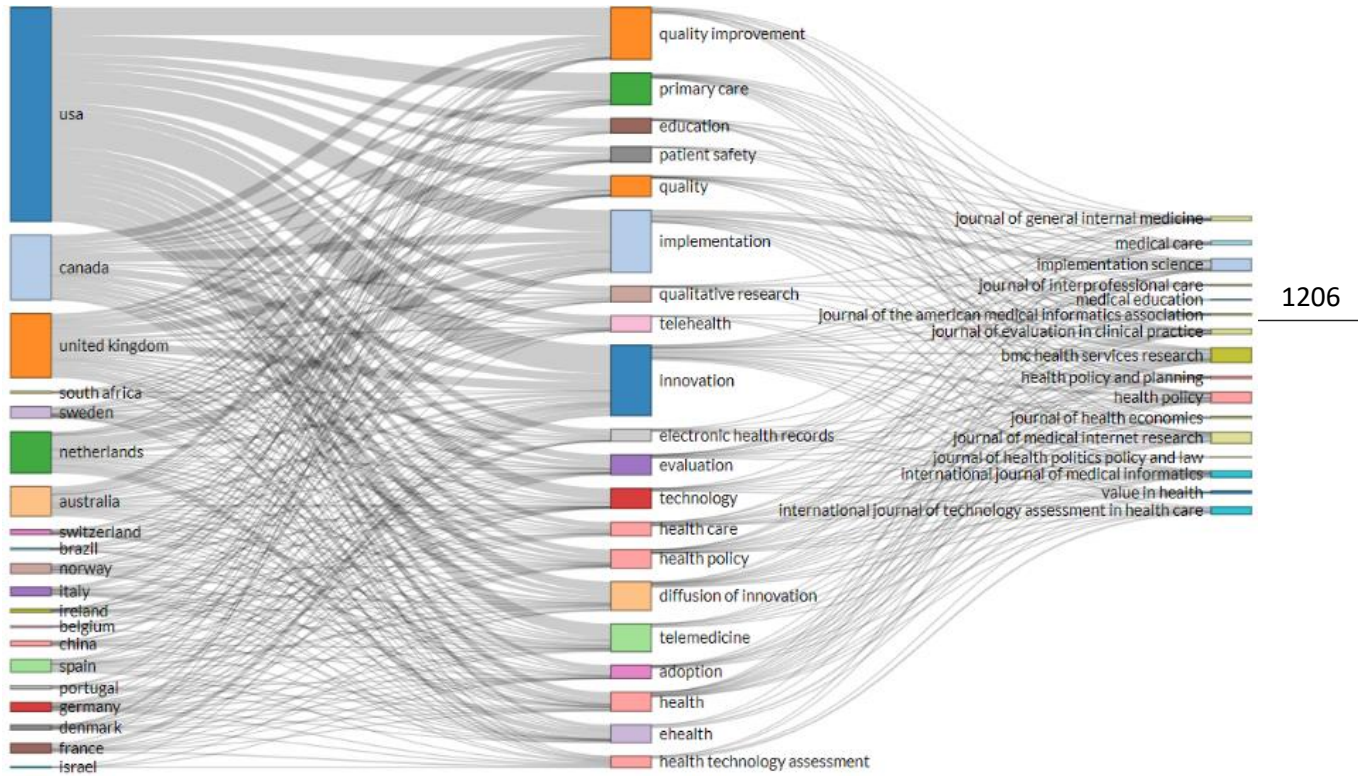 usa
canada
united kingdom
south africa
sweden
netherlands
australia
switzerland
brazil
norway
italy
ireland
belgium
china
spain
portugal
germany
denmark
france
israel
quality improvement
primary care
education
patient safety
quality
implementation
qualitative research
telehealth
innovation
electronic health records
evaluation
technology
health care
health policy
diffusion of innovation
telemedicine
adoption
health
ehealth
health technology assessment
journal of general internal medicine
medical care
implementation science
journal of interprofessional care
medical education
journal of the american medical informatics association
journal of evaluation in clinical practice
bmc health services research
health policy and planning
health policy
journal of health economics
journal of medical internet research
journal of health politics policy and law
international journal of medical informatics
value in health
international journal of technology assessment in health care
1206